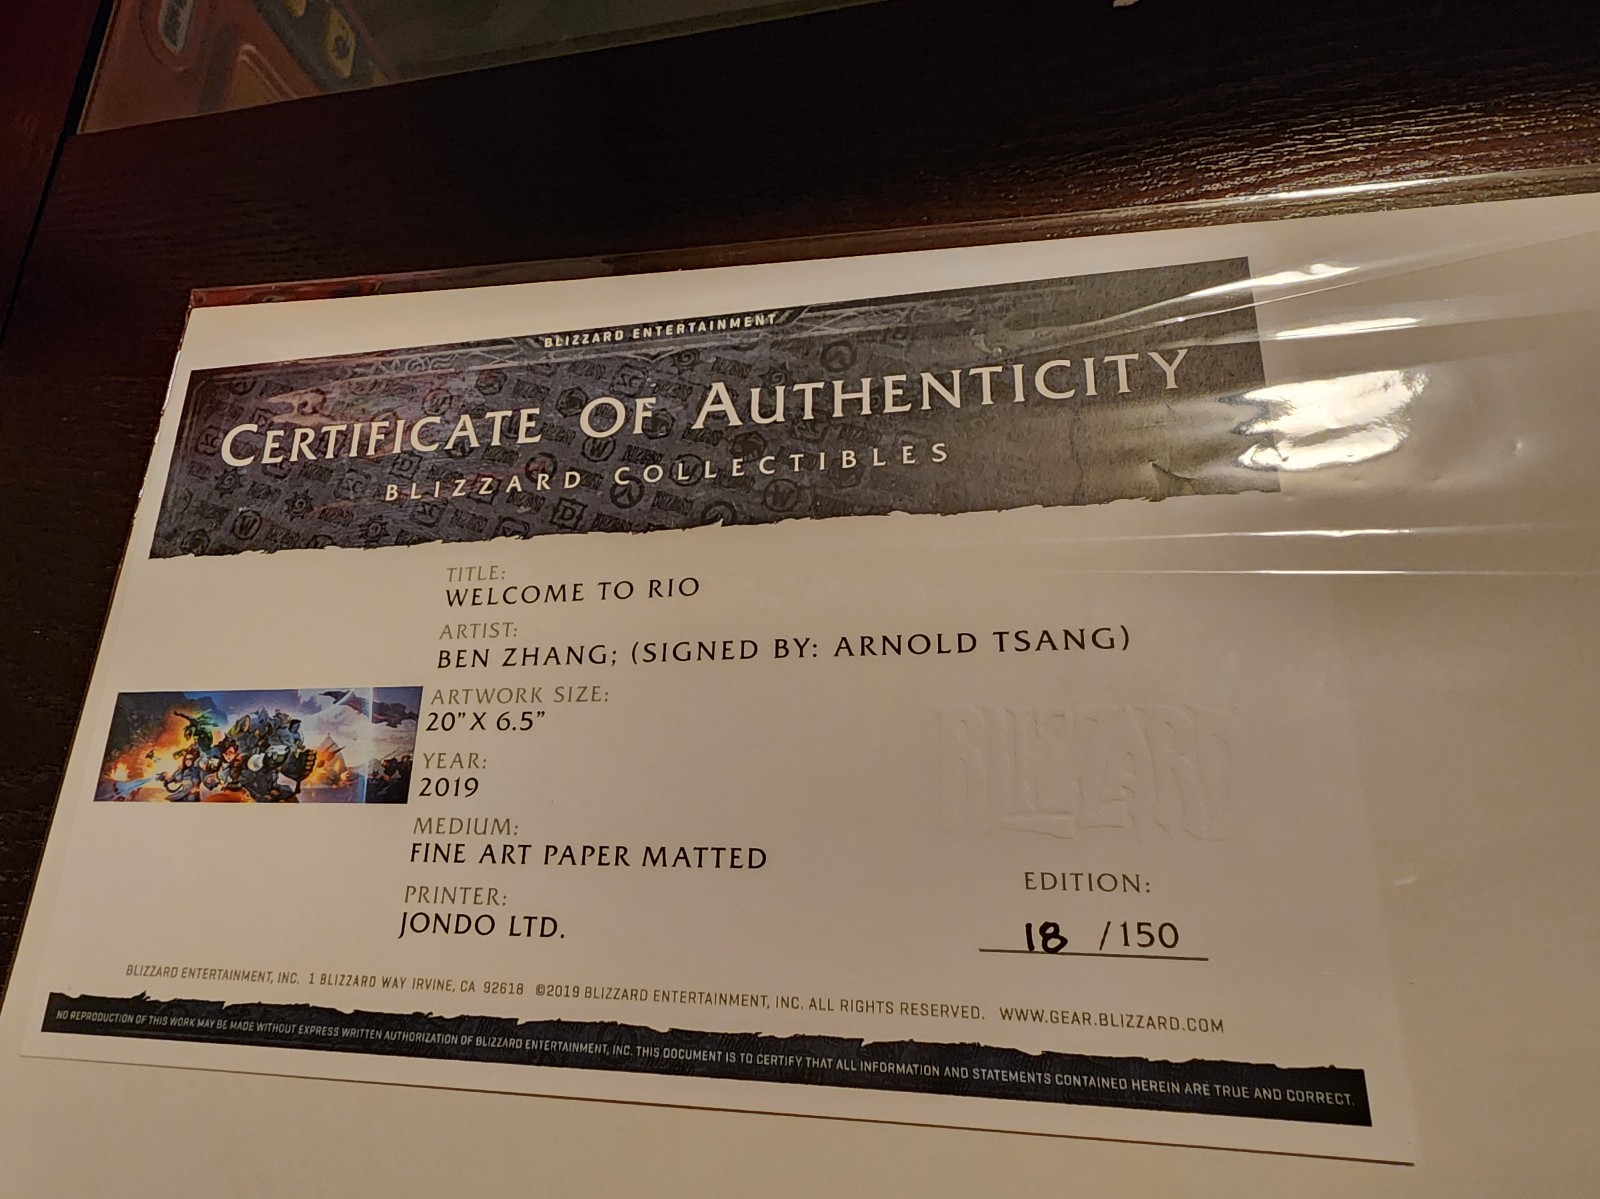 BLIZZARD ENTERTAINMENT
CERTIFICATE OF AUTHENTICITY
BLIZZARD COLLECTIBLES
TITLE:
WELCOME TO RIO
ARTIST:
BEN ZHANG; (SIGNED BY: ARNOLD TSANG)
ARTWORK SIZE:
20” X 6.5”
YEAR:
2019
MEDIUM:
FINE ART PAPER MATTED
PRINTER:
JONDO LTD.
BLIZZARD
EDITION:
18 /150
BLIZZARD ENTERTAINMENT, INC. 1 BLIZZARD WAY IRVINE, CA 92618 ©2019 BLIZZARD ENTERTAINMENT, INC. ALL RIGHTS RESERVED. WWW.GEAR.BLIZZARD.COM
NO REPRODUCTION OF THIS WORK MAY BE MADE WITHOUT EXPRESS WRITTEN AUTHORIZATION OF BLIZZARD ENTERTAINMENT, INC. THIS DOCUMENT IS TO CERTIFY THAT ALL INFORMATION AND STATEMENTS CONTAINED HEREIN ARE TRUE AND CORRECT.